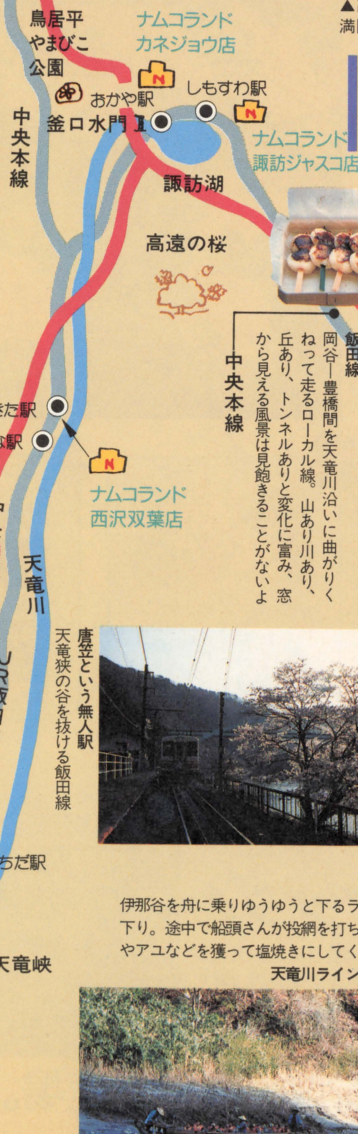 鳥居平
やまびこ
公園
ナムコランド
カネジョウ店
おかや駅
しもすわ駅
釜口水門
中央本線
ナムコランド
諏訪ジャスコ店
諏訪湖
高遠の桜
飯田線
岡谷―豊橋間を天竜川沿いに曲がりく
ねって走るローカル線。山あり川あり、
丘あり、トンネルありと変化に富み、窓
から見える風景は見飽きることがないよ
中央本線
きた駅
な駅
ナムコランド
西沢双葉店
天竜川
唐笠という無人駅
天竜狭の谷を抜ける飯田線
ちだ駅
天竜峡
伊那谷を舟に乗りゆうゆうと下るラ
下り。途中で船頭さんが投網を打ち
やアユなどを獲って塩焼きにしてく
天竜川ライン